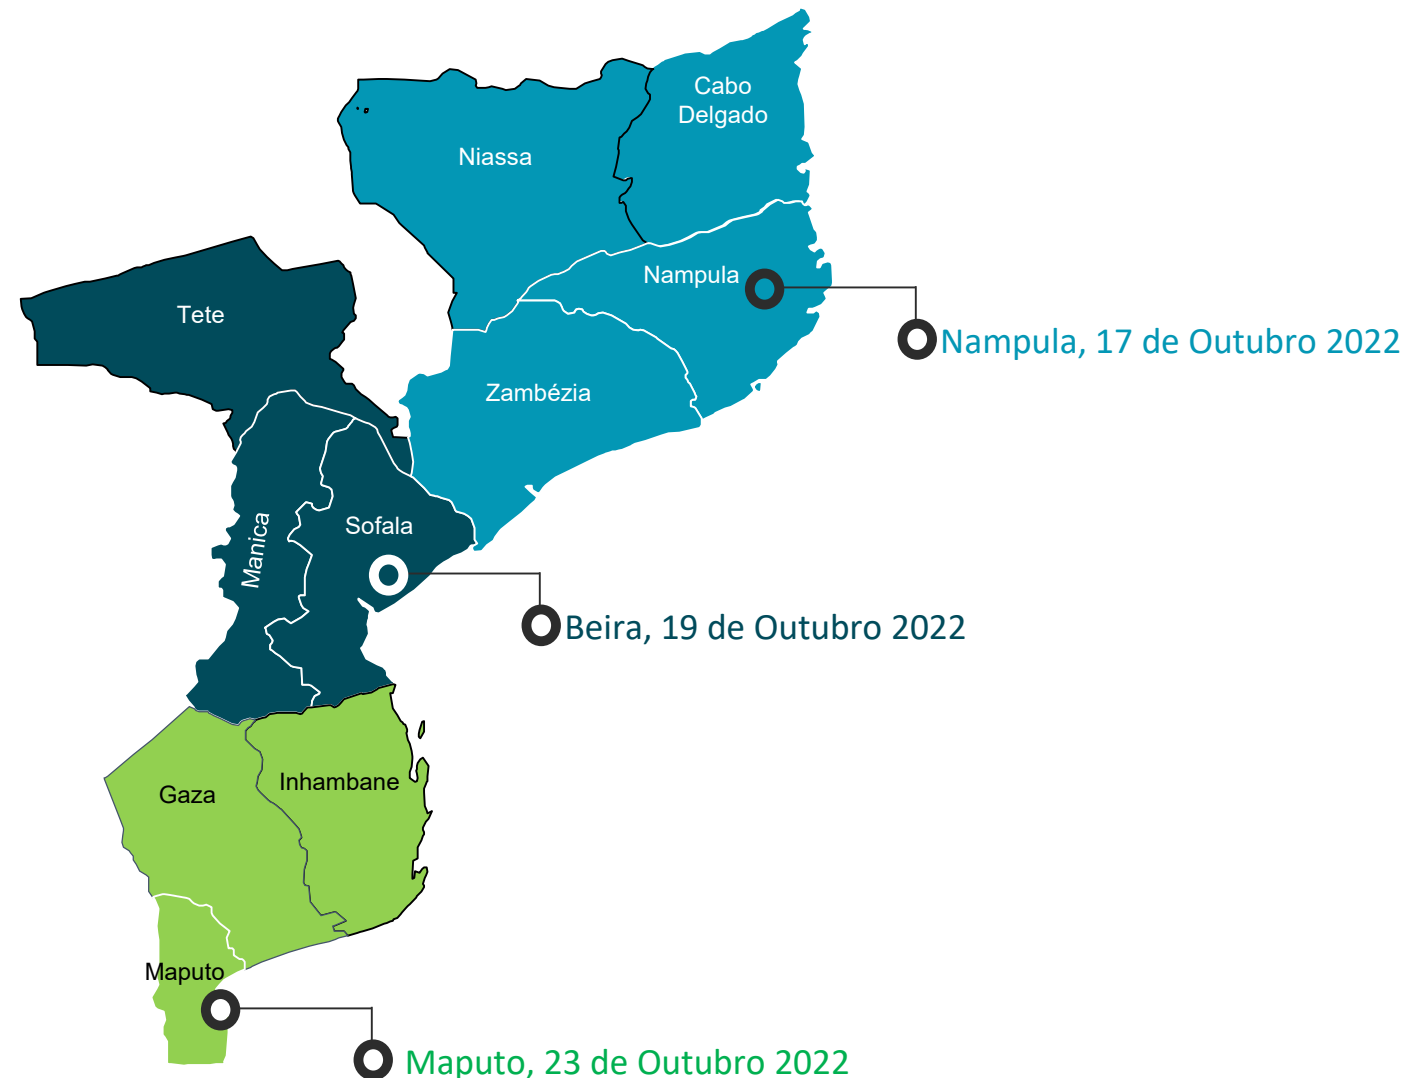 Cabo
Delgado
Niassa
Nampula
Nampula, 17 de Outubro 2022
Tete
Zambézia
Sofala
Manica
Beira, 19 de Outubro 2022
Inhambane
Gaza
Maputo
Maputo, 23 de Outubro 2022